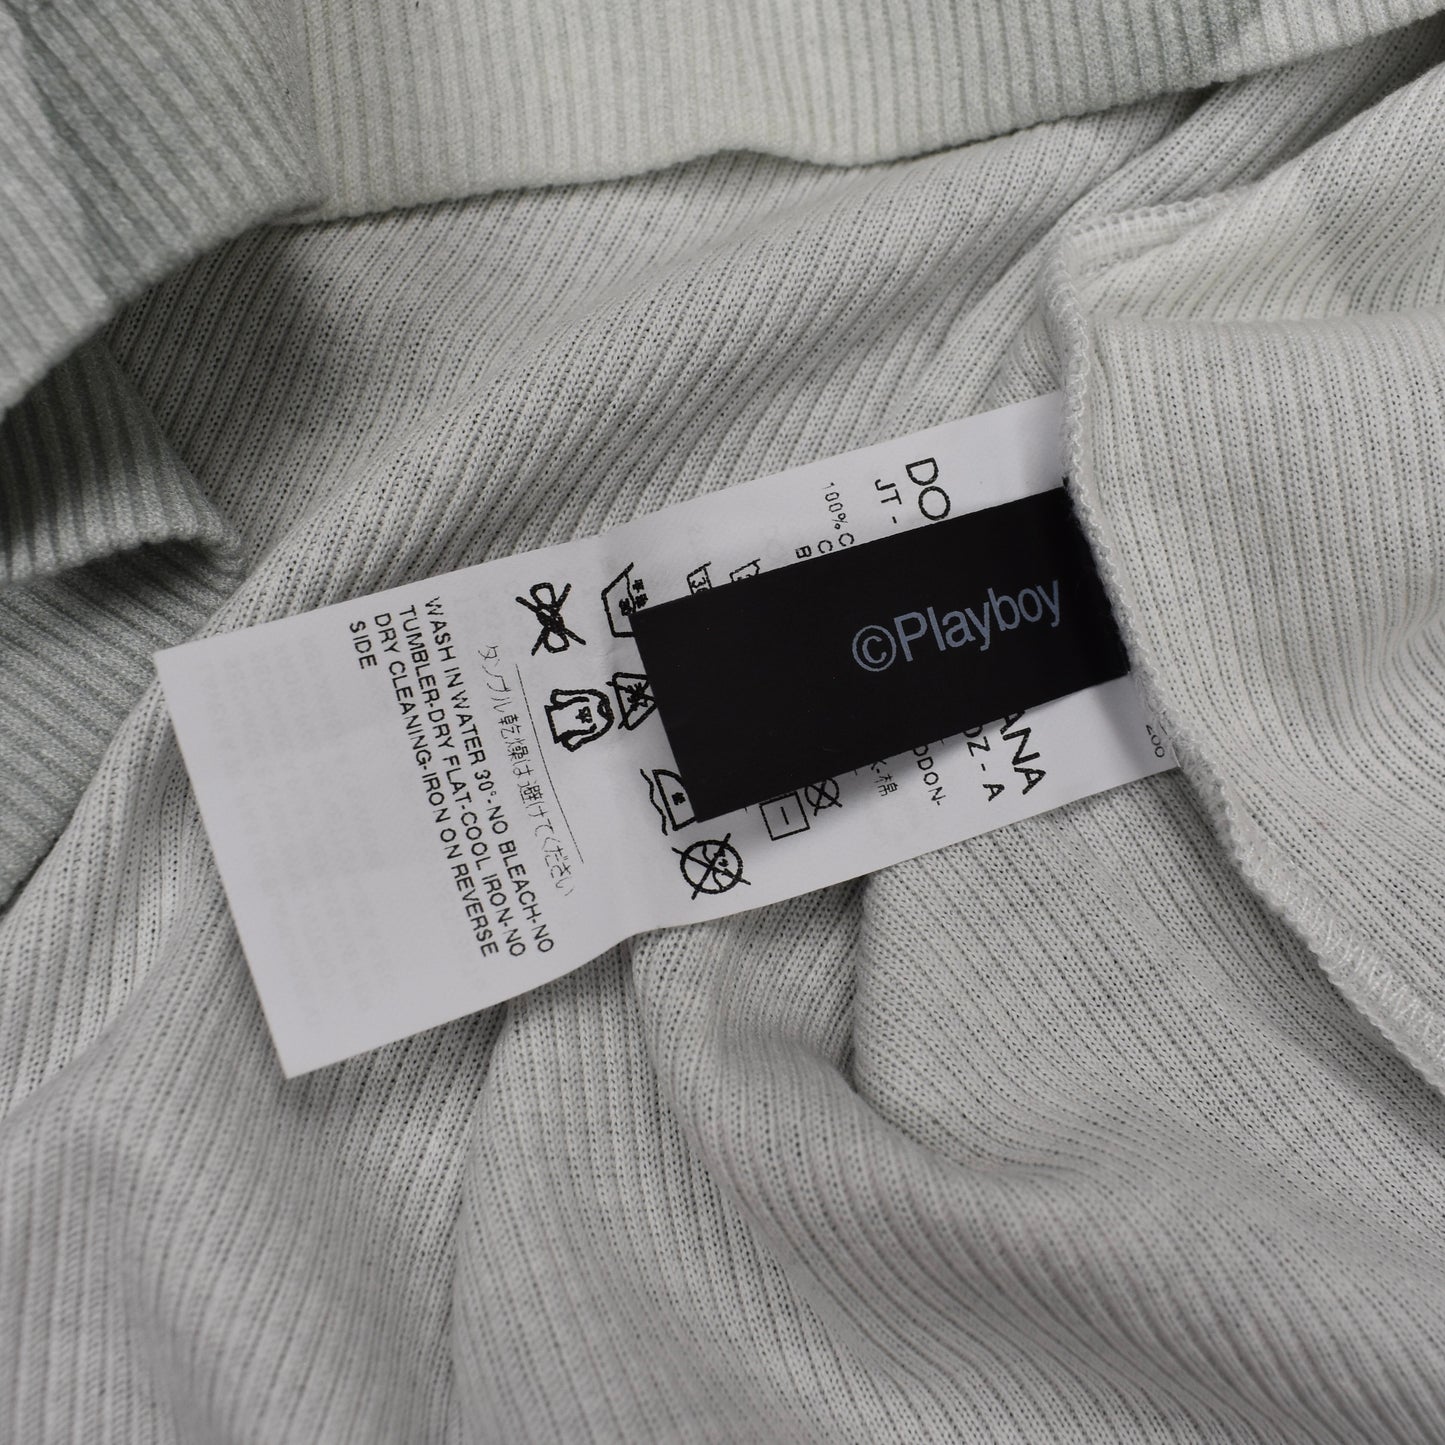 ©Playboy
DO
ANA
JT -
OZ - A
100% C
ODON-
綿
タンブル乾燥は避けてください
WASH IN WATER 30°-NO BLEACH-NO
TUMBLER-DRY FLAT-COOL IRON-NO
DRY CLEANING-IRON ON REVERSE
SIDE